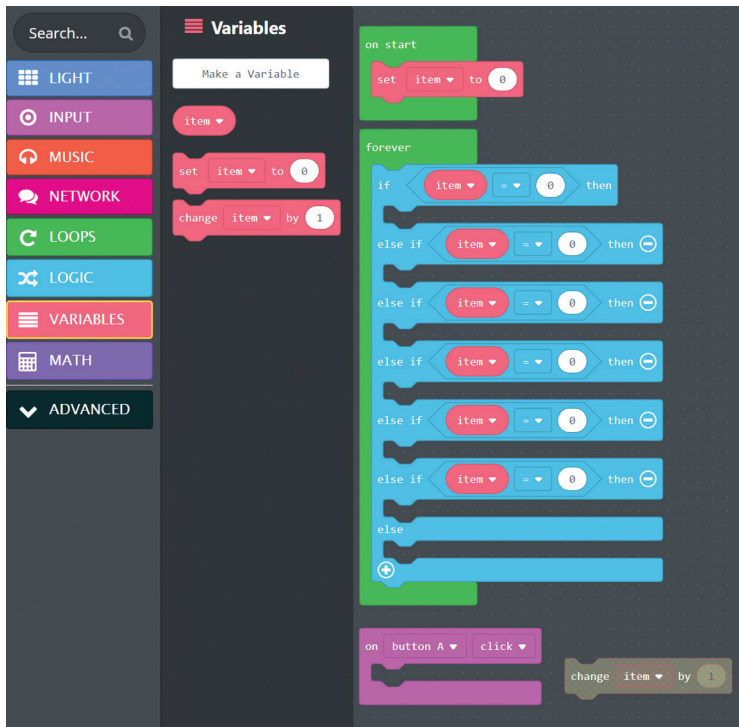 Search...
LIGHT
INPUT
MUSIC
NETWORK
LOOPS
LOGIC
VARIABLES
MATH
ADVANCED
Variables
Make a Variable
item
set item to 0
change item by 1
on start
set item to 0
forever
if item = 0 then
else if item = 0 then
else if item = 0 then
else if item = 0 then
else if item = 0 then
else if item = 0 then
else
on button A click
change item by 1